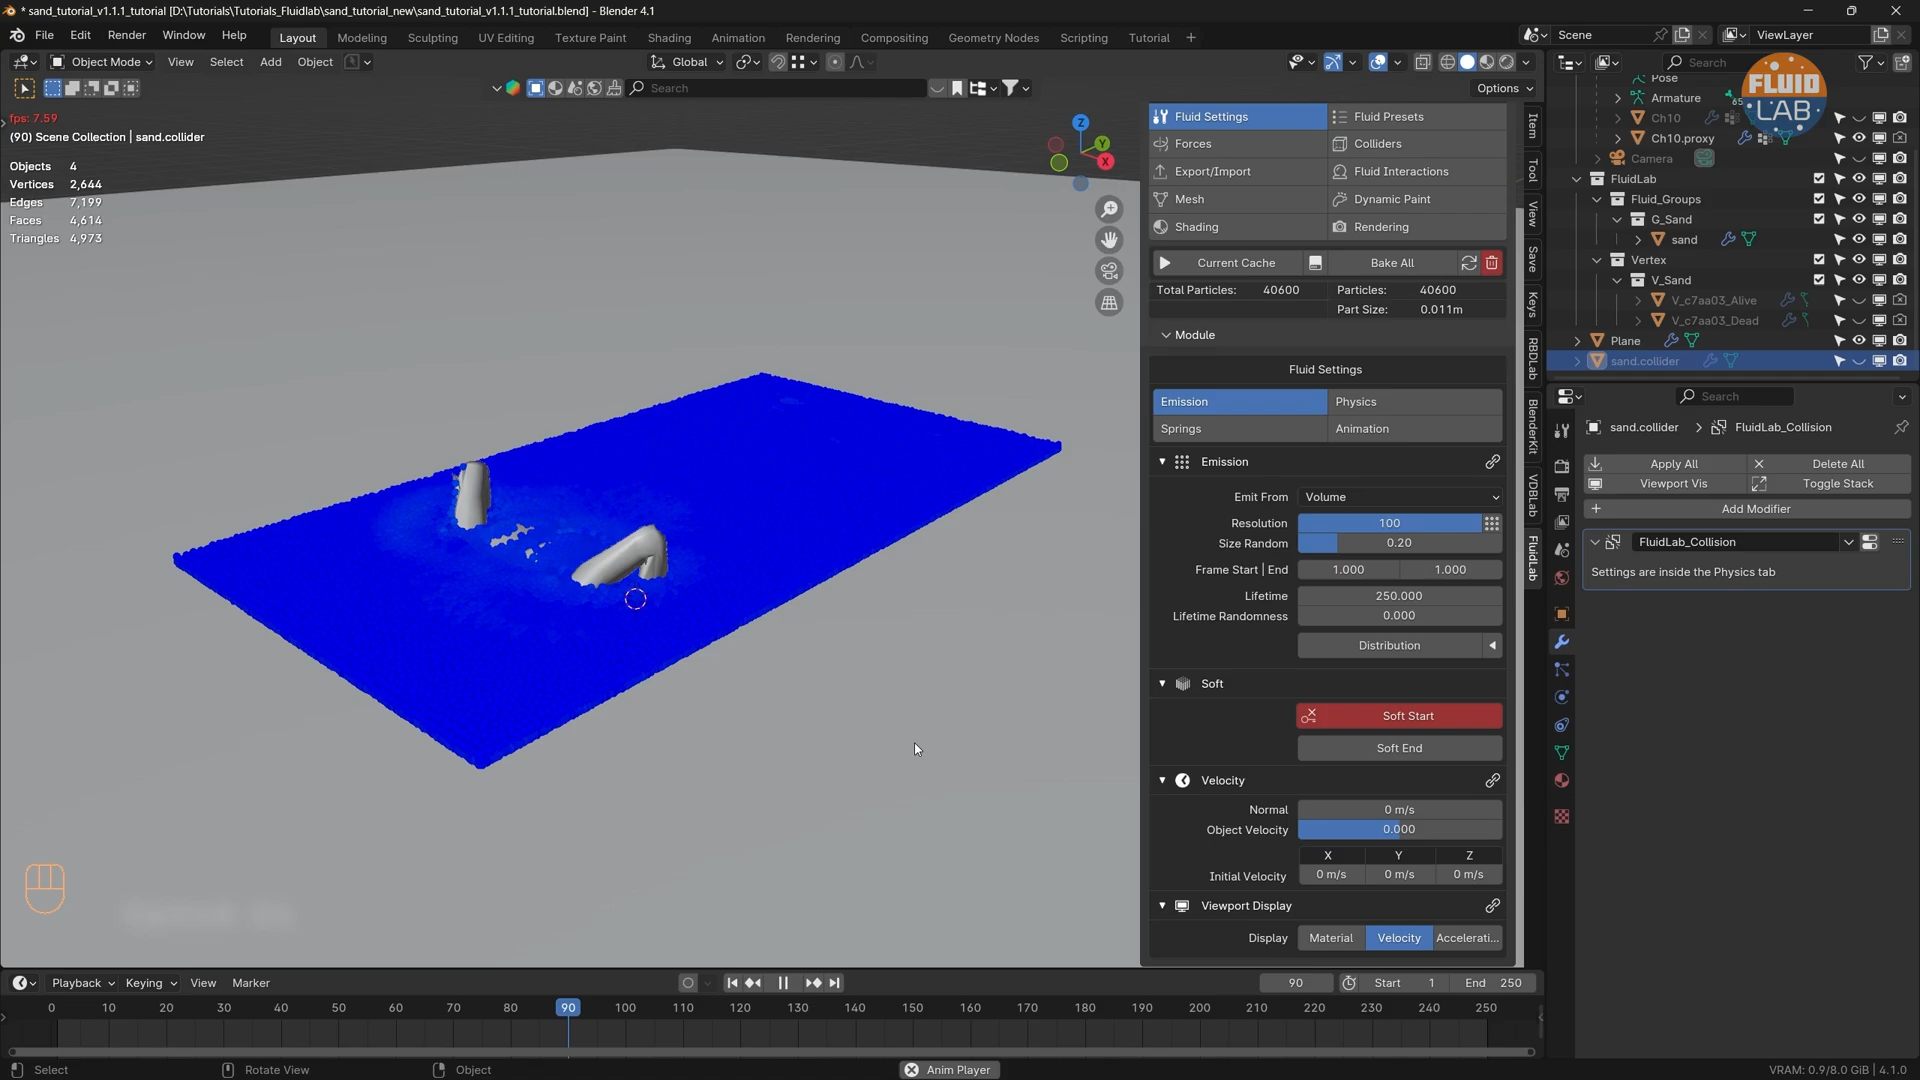 * sand_tutorial_v1.1.1_tutorial [D:\Tutorials\Tutorials_Fluidlab\sand_tutorial_new\sand_tutorial_v1.1.1_tutorial.blend] - Blender 4.1
File Edit Render Window Help Layout Modeling Sculpting UV Editing Texture Paint Shading Animation Rendering Compositing Geometry Nodes Scripting Tutorial + Scene ViewLayer
Object Mode View Select Add Object Global Search
Search Options
fps: 7.59
(90) Scene Collection | sand.collider
Objects 4
Vertices 2,644
Edges 7,199
Faces 4,614
Triangles 4,973
Z
Y
X
Fluid Settings Fluid Presets
Forces Colliders
Export/Import Fluid Interactions
Mesh Dynamic Paint
Shading Rendering
Current Cache Bake All
Total Particles: 40600 Particles: 40600
Part Size: 0.011m
Module
Fluid Settings
Emission Physics
Springs Animation
Emission
Emit From Volume
Resolution 100
Size Random 0.20
Frame Start | End 1.000 1.000
Lifetime 250.000
Lifetime Randomness 0.000
Distribution
Soft
Soft Start
Soft End
Velocity
Normal 0 m/s
Object Velocity 0.000
X Y Z
Initial Velocity 0 m/s 0 m/s 0 m/s
Viewport Display
Display Material Velocity Accelerati...
Item
Tool
View
Save
Keys
RBDLab
BlenderKit
VDBLab
FluidLab
FLUID
LAB
Pose
Armature 65
Ch10
Ch10.proxy
Camera
FluidLab
Fluid_Groups
G_Sand
sand
Vertex
V_Sand
V_c7aa03_Alive
V_c7aa03_Dead
Plane
sand.collider
Search
sand.collider > FluidLab_Collision
Apply All Delete All
Viewport Vis Toggle Stack
Add Modifier
FluidLab_Collision
Settings are inside the Physics tab
Playback Keying View Marker 90 Start 1 End 250
0 10 20 30 40 50 60 70 80 90 100 110 120 130 140 150 160 170 180 190 200 210 220 230 240 250
Select Rotate View Object Anim Player VRAM: 0.9/8.0 GiB | 4.1.0